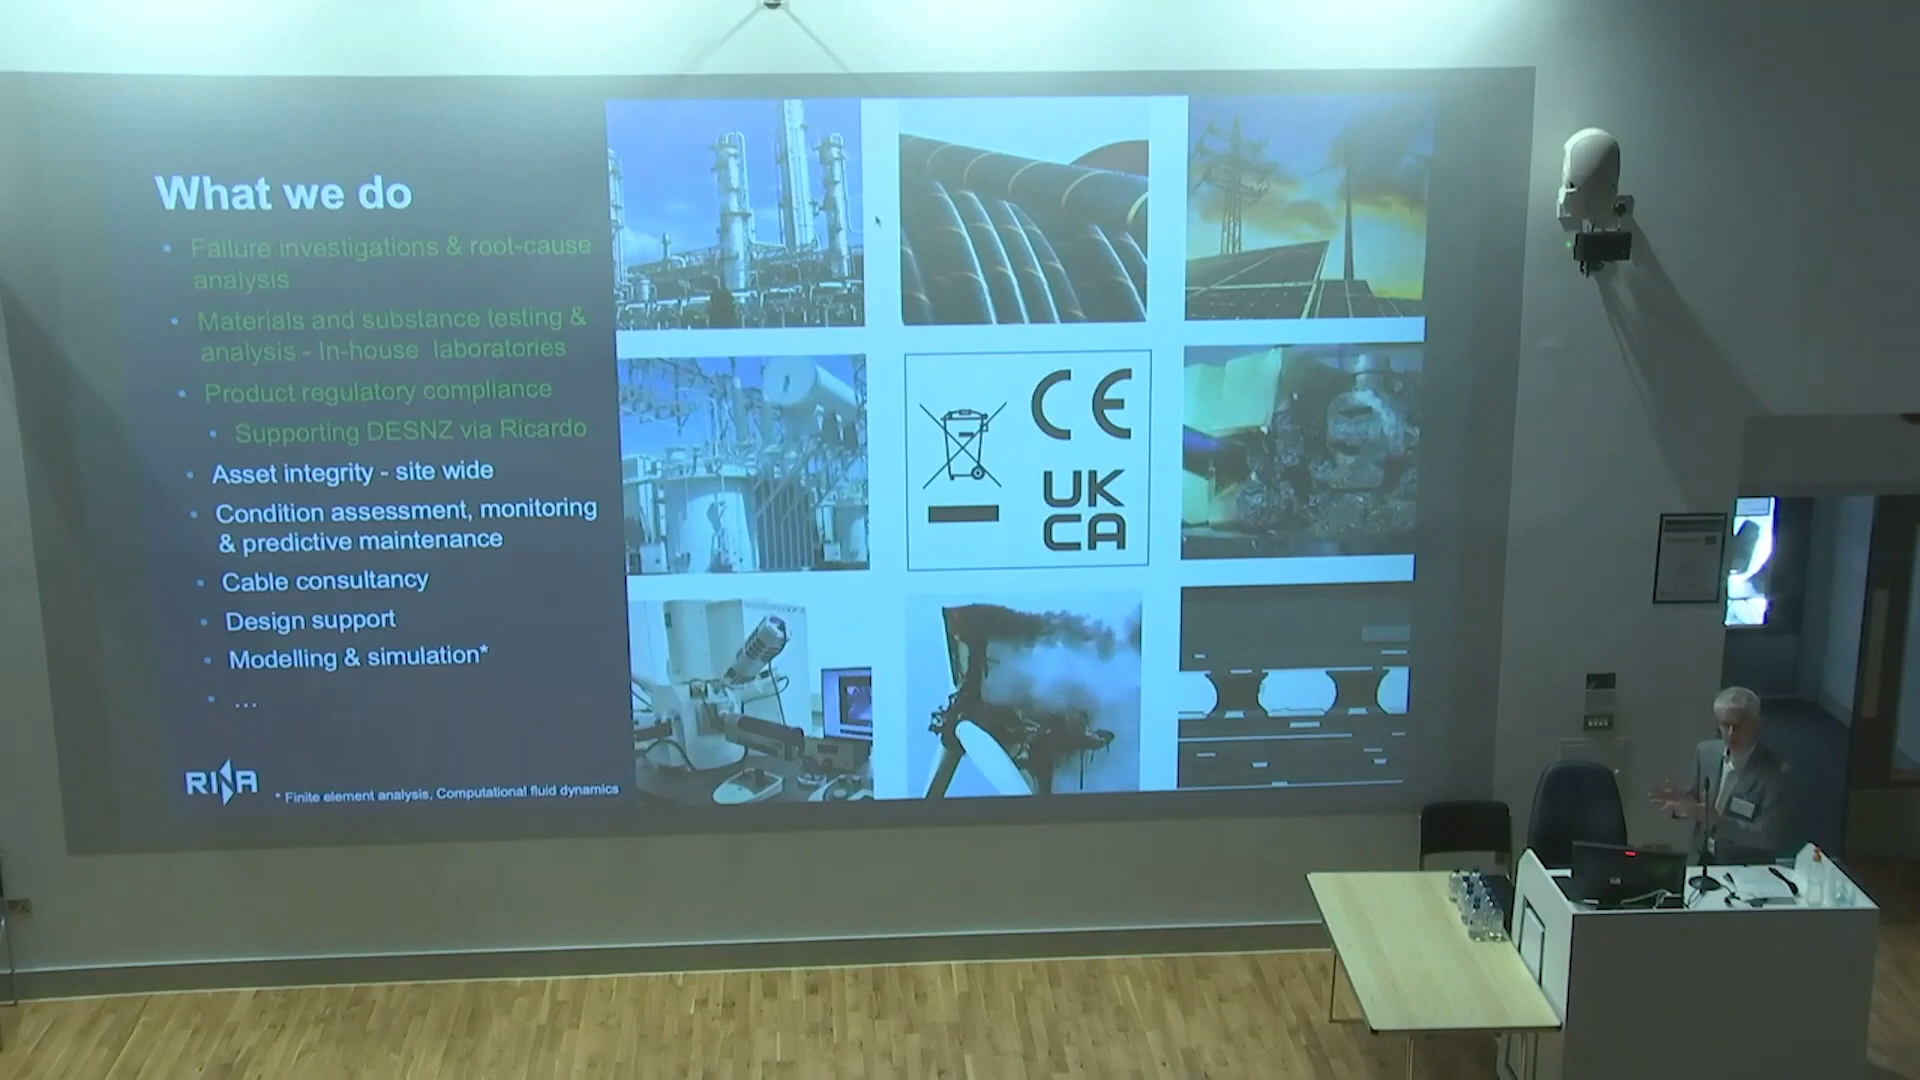 What we do
• Failure investigations & root-cause
analysis
• Materials and substance testing &
analysis - In-house laboratories
• Product regulatory compliance
• Supporting DESNZ via Ricardo
• Asset integrity - site wide
• Condition assessment, monitoring
& predictive maintenance
• Cable consultancy
• Design support
• Modelling & simulation*
• ...
RINA
* Finite element analysis, Computational fluid dynamics
CE
UK
CA